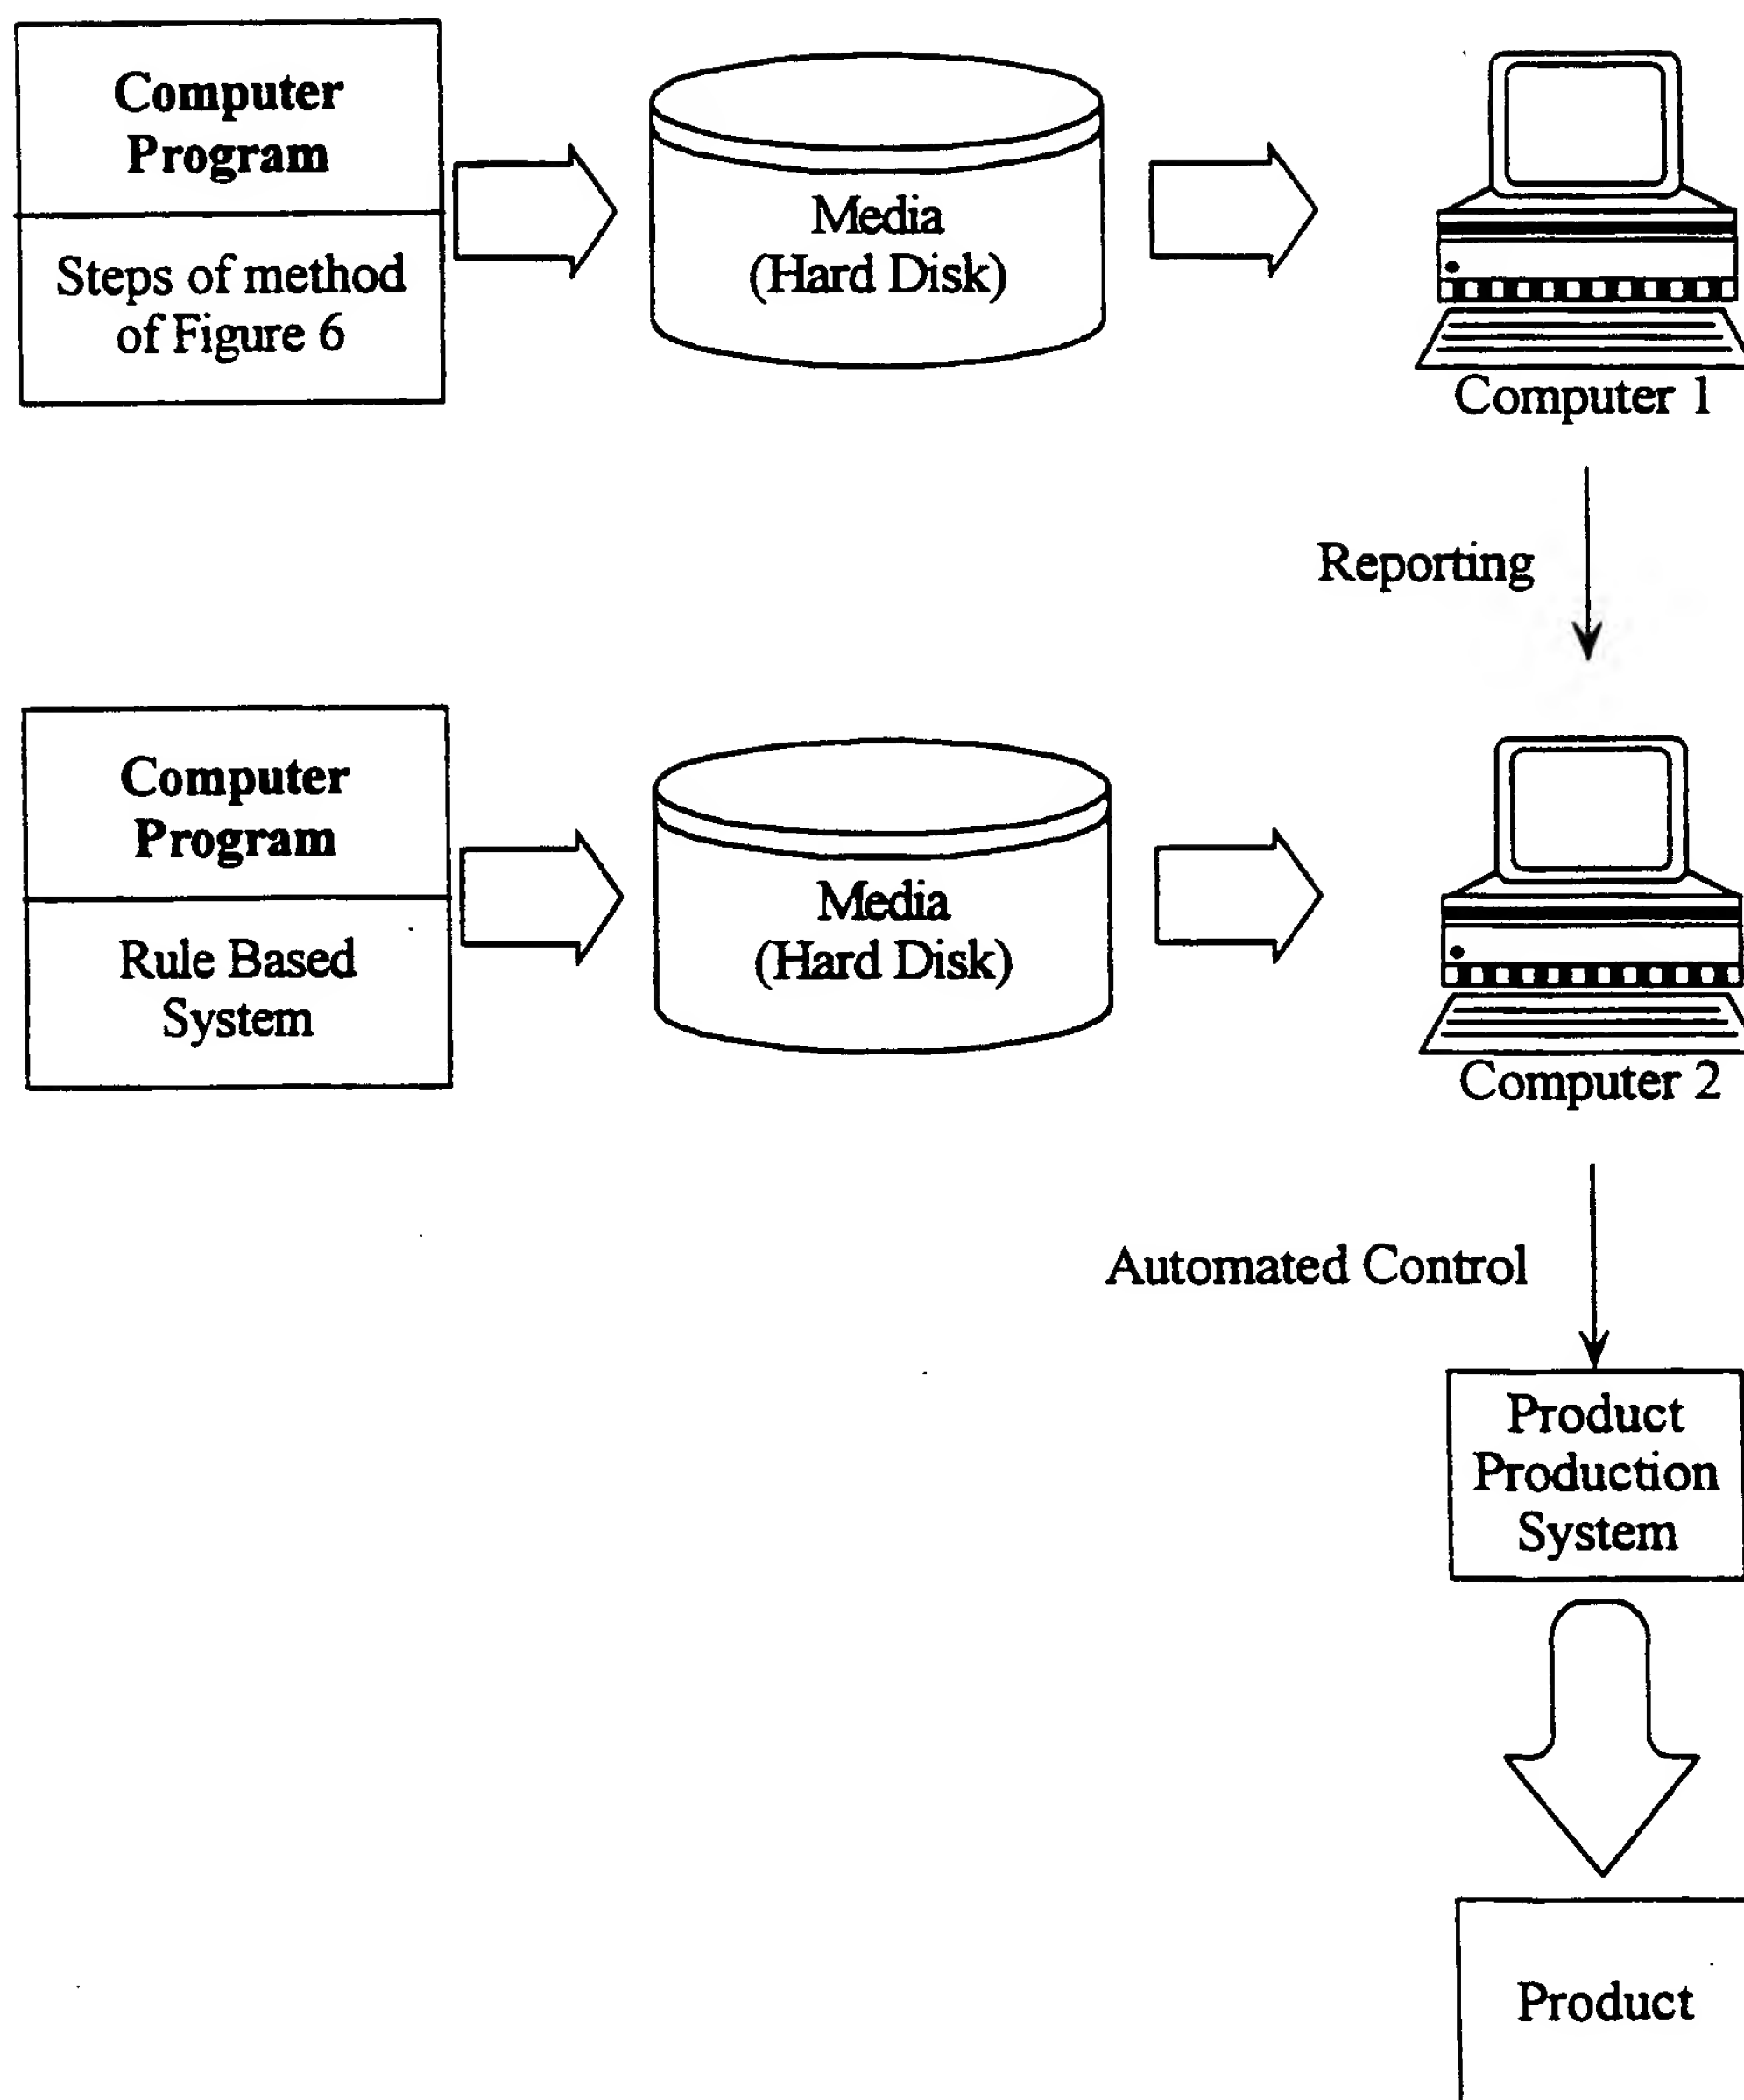 Computer
Program
Steps of method
of Figure 6
Media
(Hard Disk)
Computer 1
Reporting
Computer
Program
Rule Based
System
Media
(Hard Disk)
Computer 2
Automated Control
Product
Production
System
Product